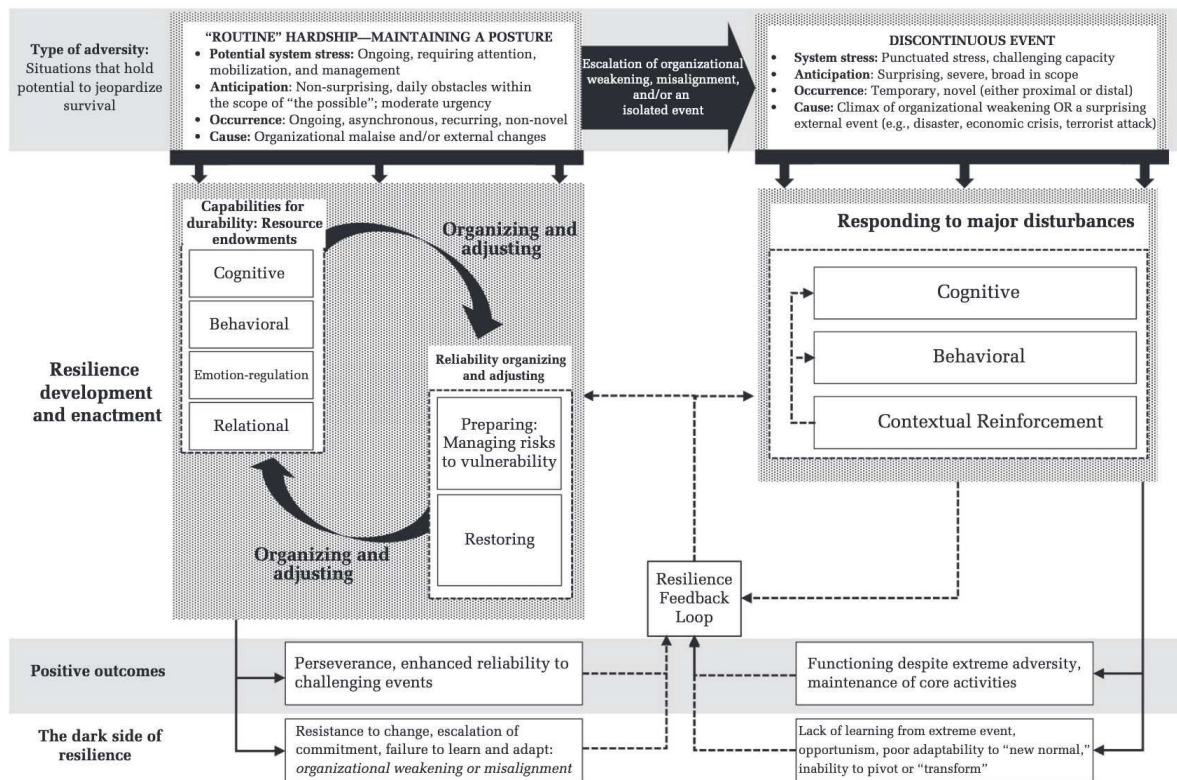 Type of adversity:
Situations that hold
potential to jeopardize
survival
“ROUTINE” HARDSHIP—MAINTAINING A POSTURE
• Potential system stress: Ongoing, requiring attention,
mobilization, and management
• Anticipation: Non-surprising, daily obstacles within
the scope of “the possible”; moderate urgency
• Occurrence: Ongoing, asynchronous, recurring, non-novel
• Cause: Organizational malaise and/or external changes
Escalation of organizational
weakening, misalignment,
and/or an
isolated event
DISCONTINUOUS EVENT
• System stress: Punctuated stress, challenging capacity
• Anticipation: Surprising, severe, broad in scope
• Occurrence: Temporary, novel (either proximal or distal)
• Cause: Climax of organizational weakening OR a surprising
external event (e.g., disaster, economic crisis, terrorist attack)
Resilience
development
and enactment
Capabilities for
durability: Resource
endowments
Cognitive
Behavioral
Emotion-regulation
Relational
Organizing and
adjusting
Reliability organizing
and adjusting
Preparing:
Managing risks
to vulnerability
Restoring
Organizing and
adjusting
Responding to major disturbances
Cognitive
Behavioral
Contextual Reinforcement
Resilience
Feedback
Loop
Positive outcomes
Perseverance, enhanced reliability to
challenging events
Functioning despite extreme adversity,
maintenance of core activities
The dark side of
resilience
Resistance to change, escalation of
commitment, failure to learn and adapt:
organizational weakening or misalignment
Lack of learning from extreme event,
opportunism, poor adaptability to “new normal,”
inability to pivot or “transform”